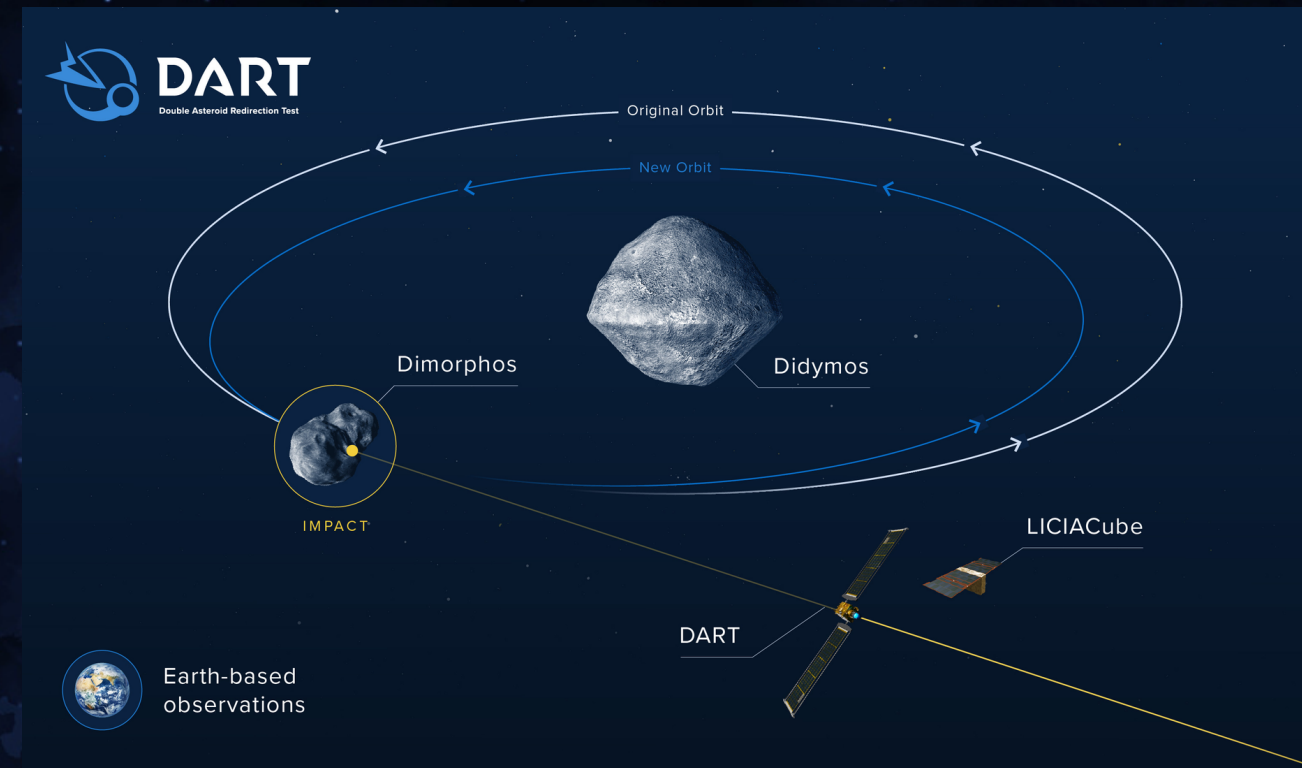 DART
Double Asteroid Redirection Test
Original Orbit
New Orbit
Dimorphos
Didymos
IMPACT
LICIACube
DART
Earth-based
observations